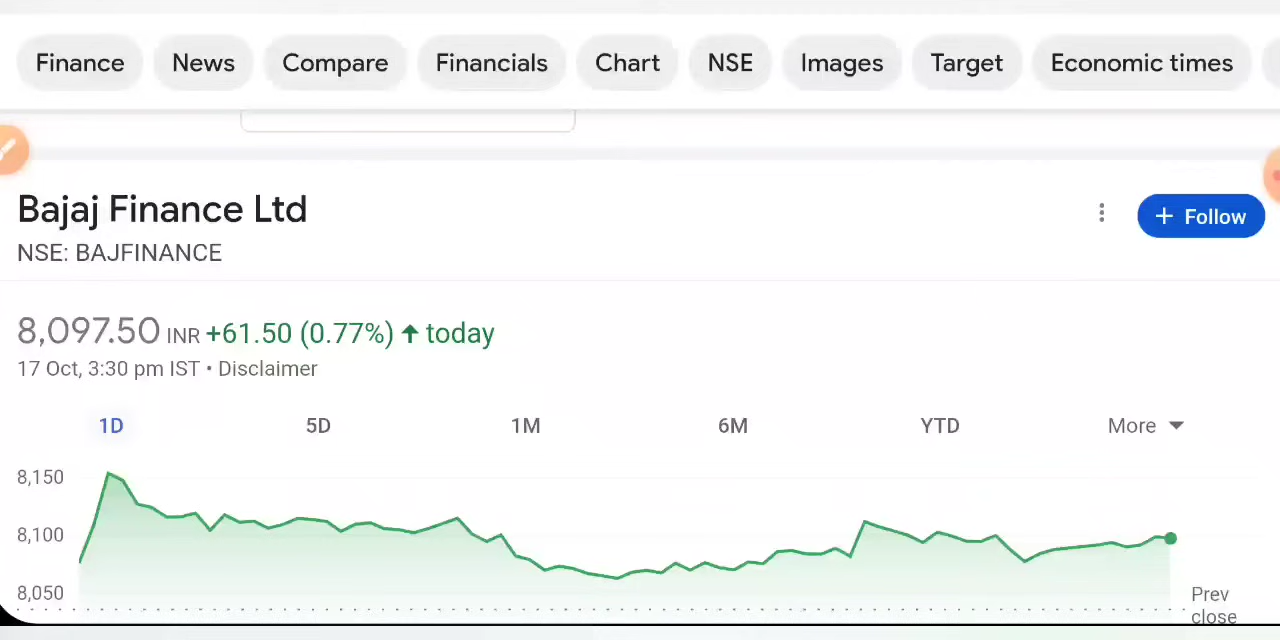 Finance News Compare Financials Chart NSE Images Target Economic times
Bajaj Finance Ltd
+ Follow
NSE: BAJFINANCE
8,097.50 INR +61.50 (0.77%) ↑ today
17 Oct, 3:30 pm IST • Disclaimer
1D 5D 1M 6M YTD More
8,150
8,100
8,050
Prev
close